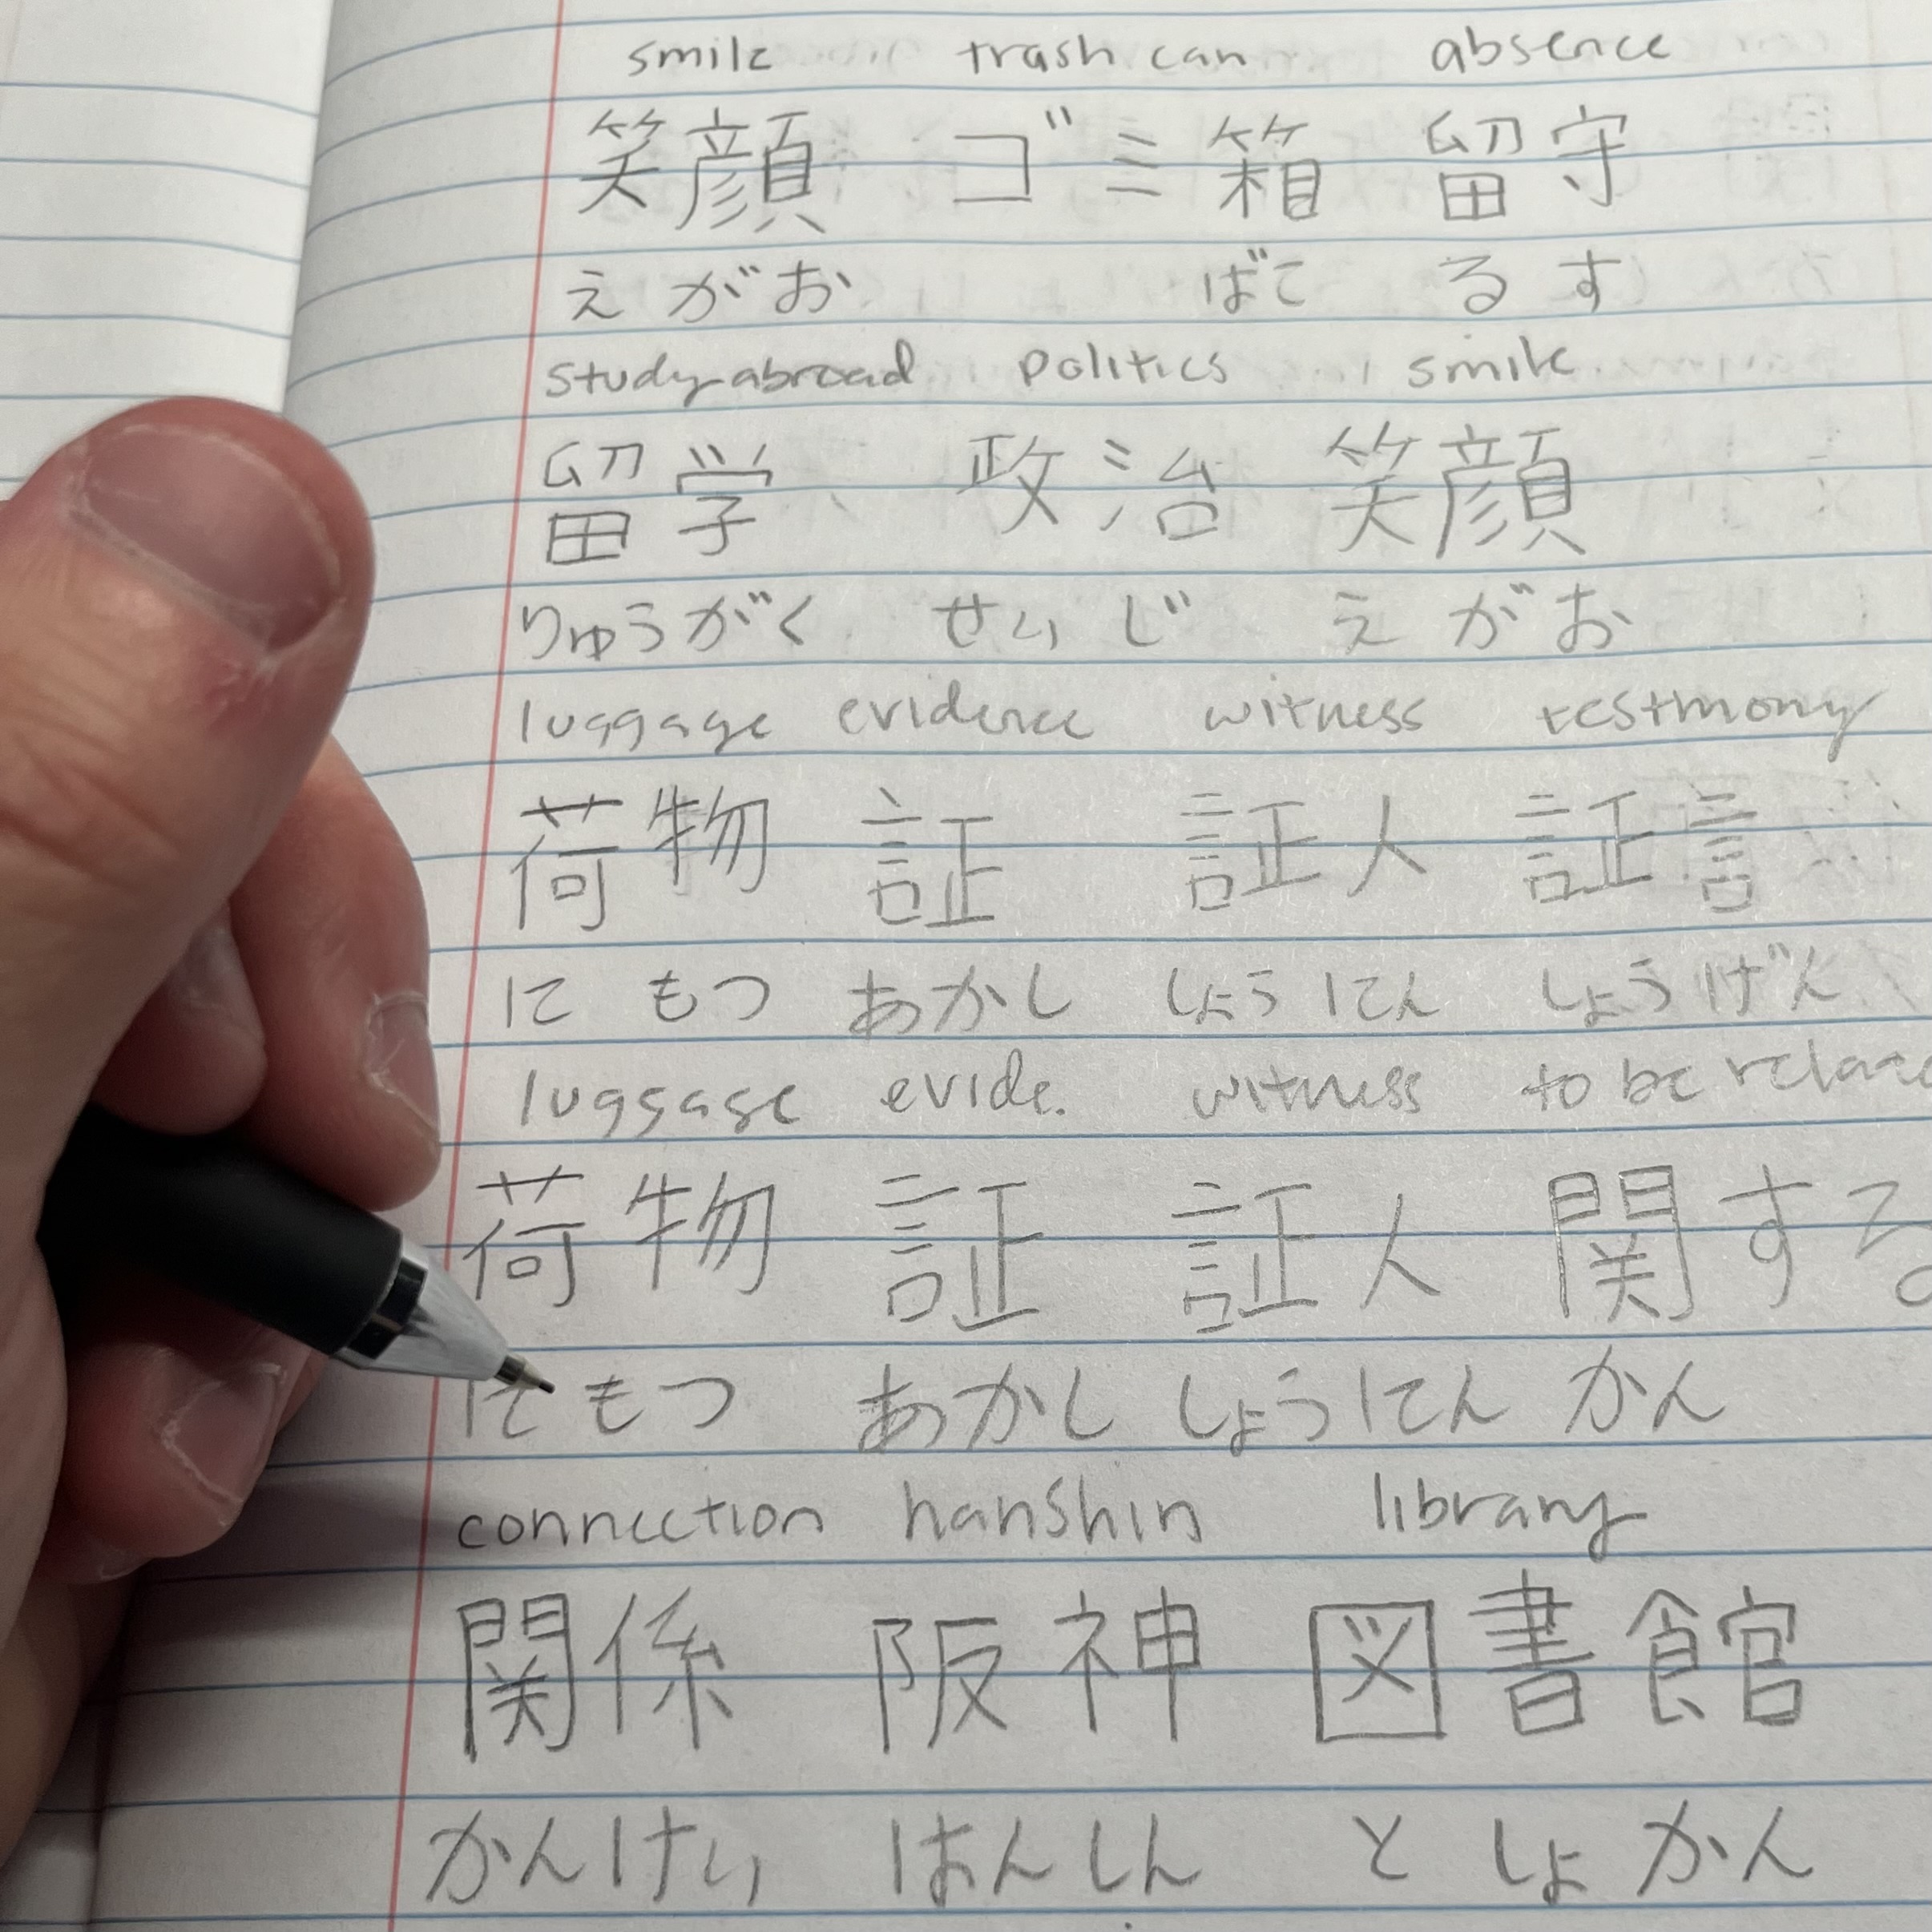 smile trash can absence
笑顔 ゴミ箱 留守
えがお ばこ るす
study abroad politics smile
留学 政治 笑顔
りゅうがく せいじ えがお
luggage evidence witness testimony
荷物 証 証人 証言
にもつ あかし しょうにん しょうげん
luggage evide. witness to be
荷物 証 証人 関する
にもつ あかし しょうにん かん
connection hanshin library
関係 阪神 図書館
かんけい はんしん としょかん